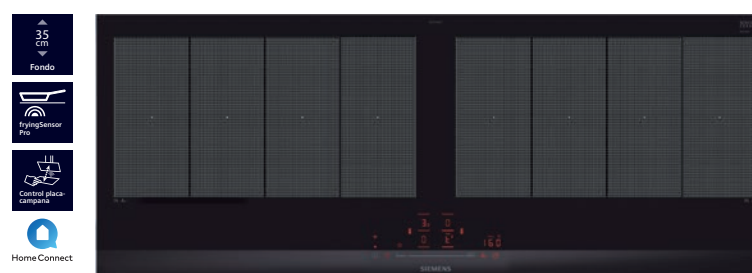 35
cm
Fondo
fryingSensor
Pro
Control placa-
campana
Home Connect
SIEMENS